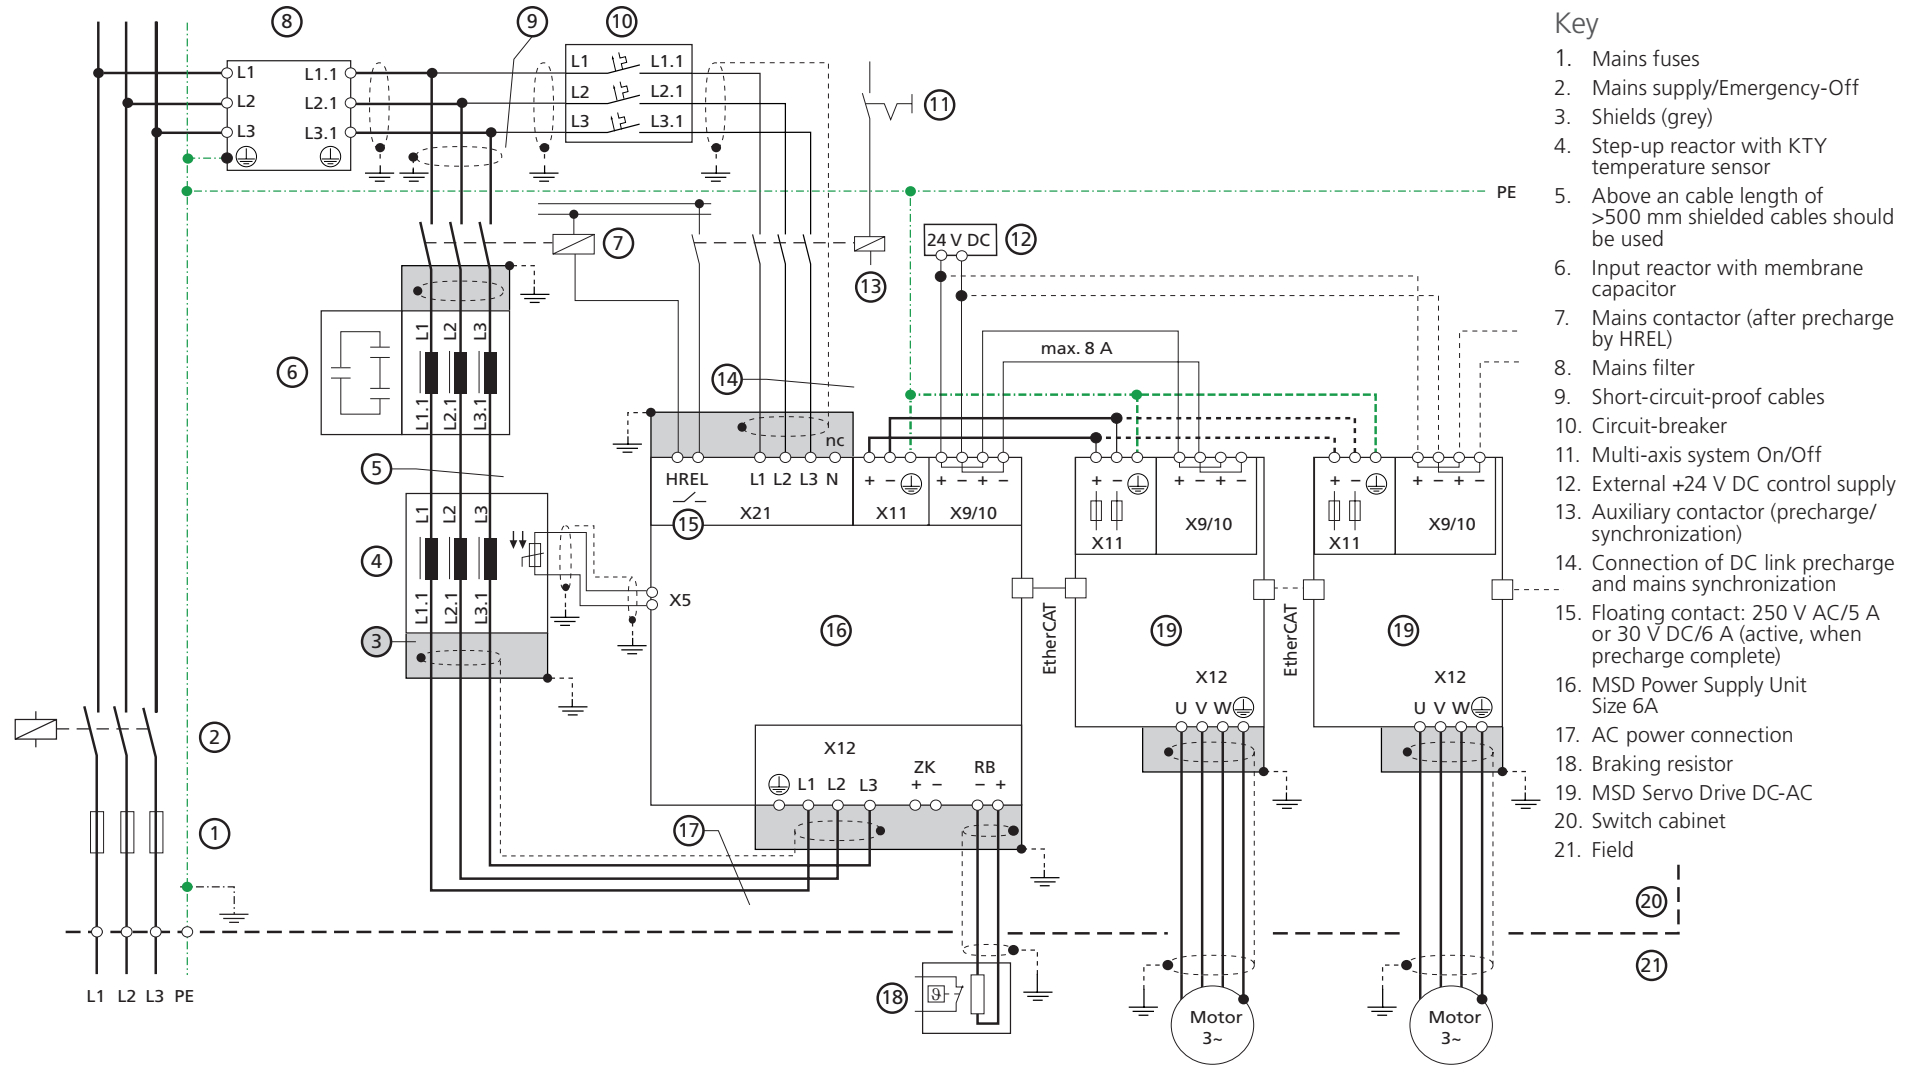 8
9
10
Key
1. Mains fuses
2. Mains supply/Emergency-Off
3. Shields (grey)
4. Step-up reactor with KTY
temperature sensor
5. Above an cable length of
>500 mm shielded cables should
be used
6. Input reactor with membrane
capacitor
7. Mains contactor (after precharge
by HREL)
8. Mains filter
9. Short-circuit-proof cables
10. Circuit-breaker
11. Multi-axis system On/Off
12. External +24 V DC control supply
13. Auxiliary contactor (precharge/
synchronization)
14. Connection of DC link precharge
and mains synchronization
15. Floating contact: 250 V AC/5 A
or 30 V DC/6 A (active, when
precharge complete)
16. MSD Power Supply Unit
Size 6A
17. AC power connection
18. Braking resistor
19. MSD Servo Drive DC-AC
20. Switch cabinet
21. Field
L1 L1.1
L2 L2.1
L3 L3.1
L1 L1.1
L2 L2.1
L3 L3.1
11
PE
7
24 V DC
12
13
L1 L2 L3
6
L1.1 L2.1 L3.1
max. 8 A
14
nc
5
HREL L1 L2 L3 N
+ −
+ − + −
15
X21
X11
X9/10
+ −
+ − + −
X11
X9/10
+ −
+ − + −
X11
X9/10
L1 L2 L3
4
L1.1 L2.1 L3.1
X5
3
16
EtherCAT
19
EtherCAT
19
X12
U V W
X12
U V W
2
X12
L1 L2 L3
ZK
+ −
RB
− +
1
17
20
21
L1 L2 L3 PE
18
ϑ
Motor
3~
Motor
3~